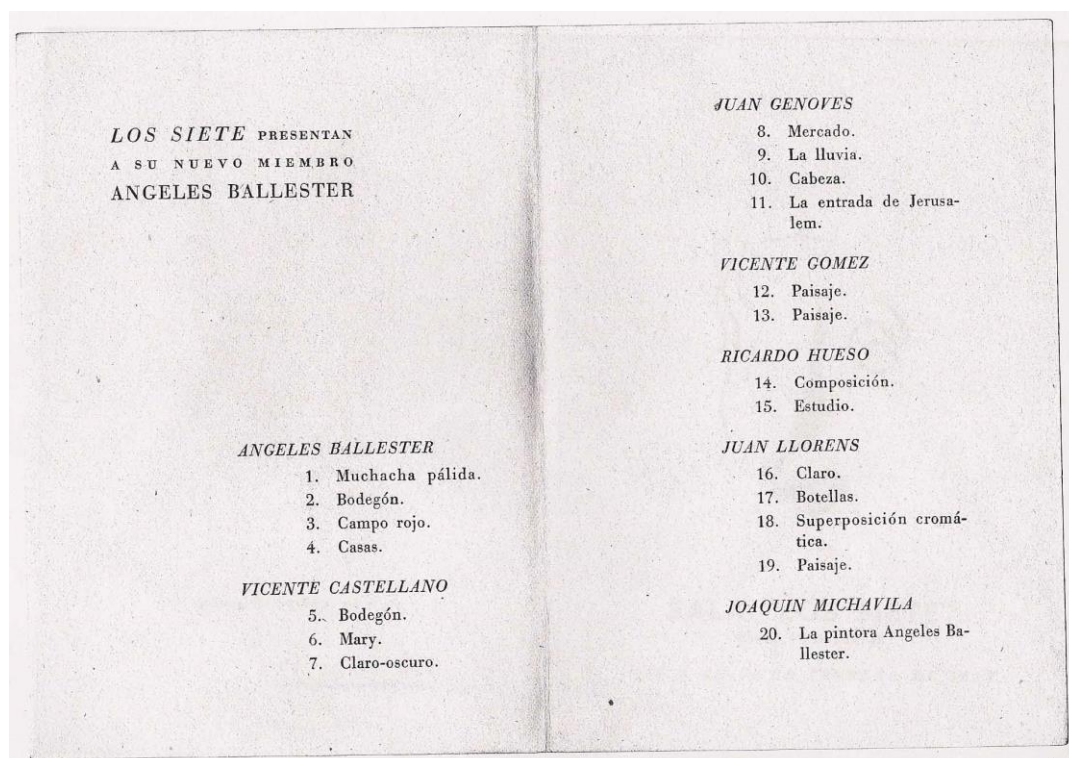 LOS SIETE PRESENTAN
A SU NUEVO MIEMBRO
ANGELES BALLESTER
ANGELES BALLESTER
1. Muchacha pálida.
2. Bodegón.
3. Campo rojo.
4. Casas.
VICENTE CASTELLANO
5. Bodegón.
6. Mary.
7. Claro-oscuro.
JUAN GENOVES
8. Mercado.
9. La lluvia.
10. Cabeza.
11. La entrada de Jerusa-
lem.
VICENTE GOMEZ
12. Paisaje.
13. Paisaje.
RICARDO HUESO
14. Composición.
15. Estudio.
JUAN LLORENS
16. Claro.
17. Botellas.
18. Superposición cromá-
tica.
19. Paisaje.
JOAQUIN MICHAVILA
20. La pintora Angeles Ba-
llester.